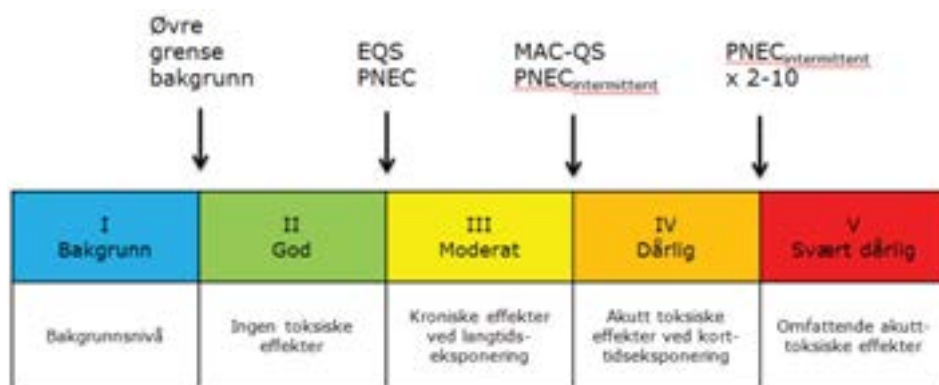 Øvre
grense
bakgrunn
EQS
PNEC
MAC-QS
PNECintermittent
PNECintermittent
x 2-10
I
Bakgrunn
II
God
III
Moderat
IV
Dårlig
V
Svært dårlig
Bakgrunnsnivå
Ingen toksiske
effekter
Kroniske effekter
ved langtids-
eksponering
Akutt toksiske
effekter ved kort-
tidseksponering
Omfattende akutt-
toksiske effekter